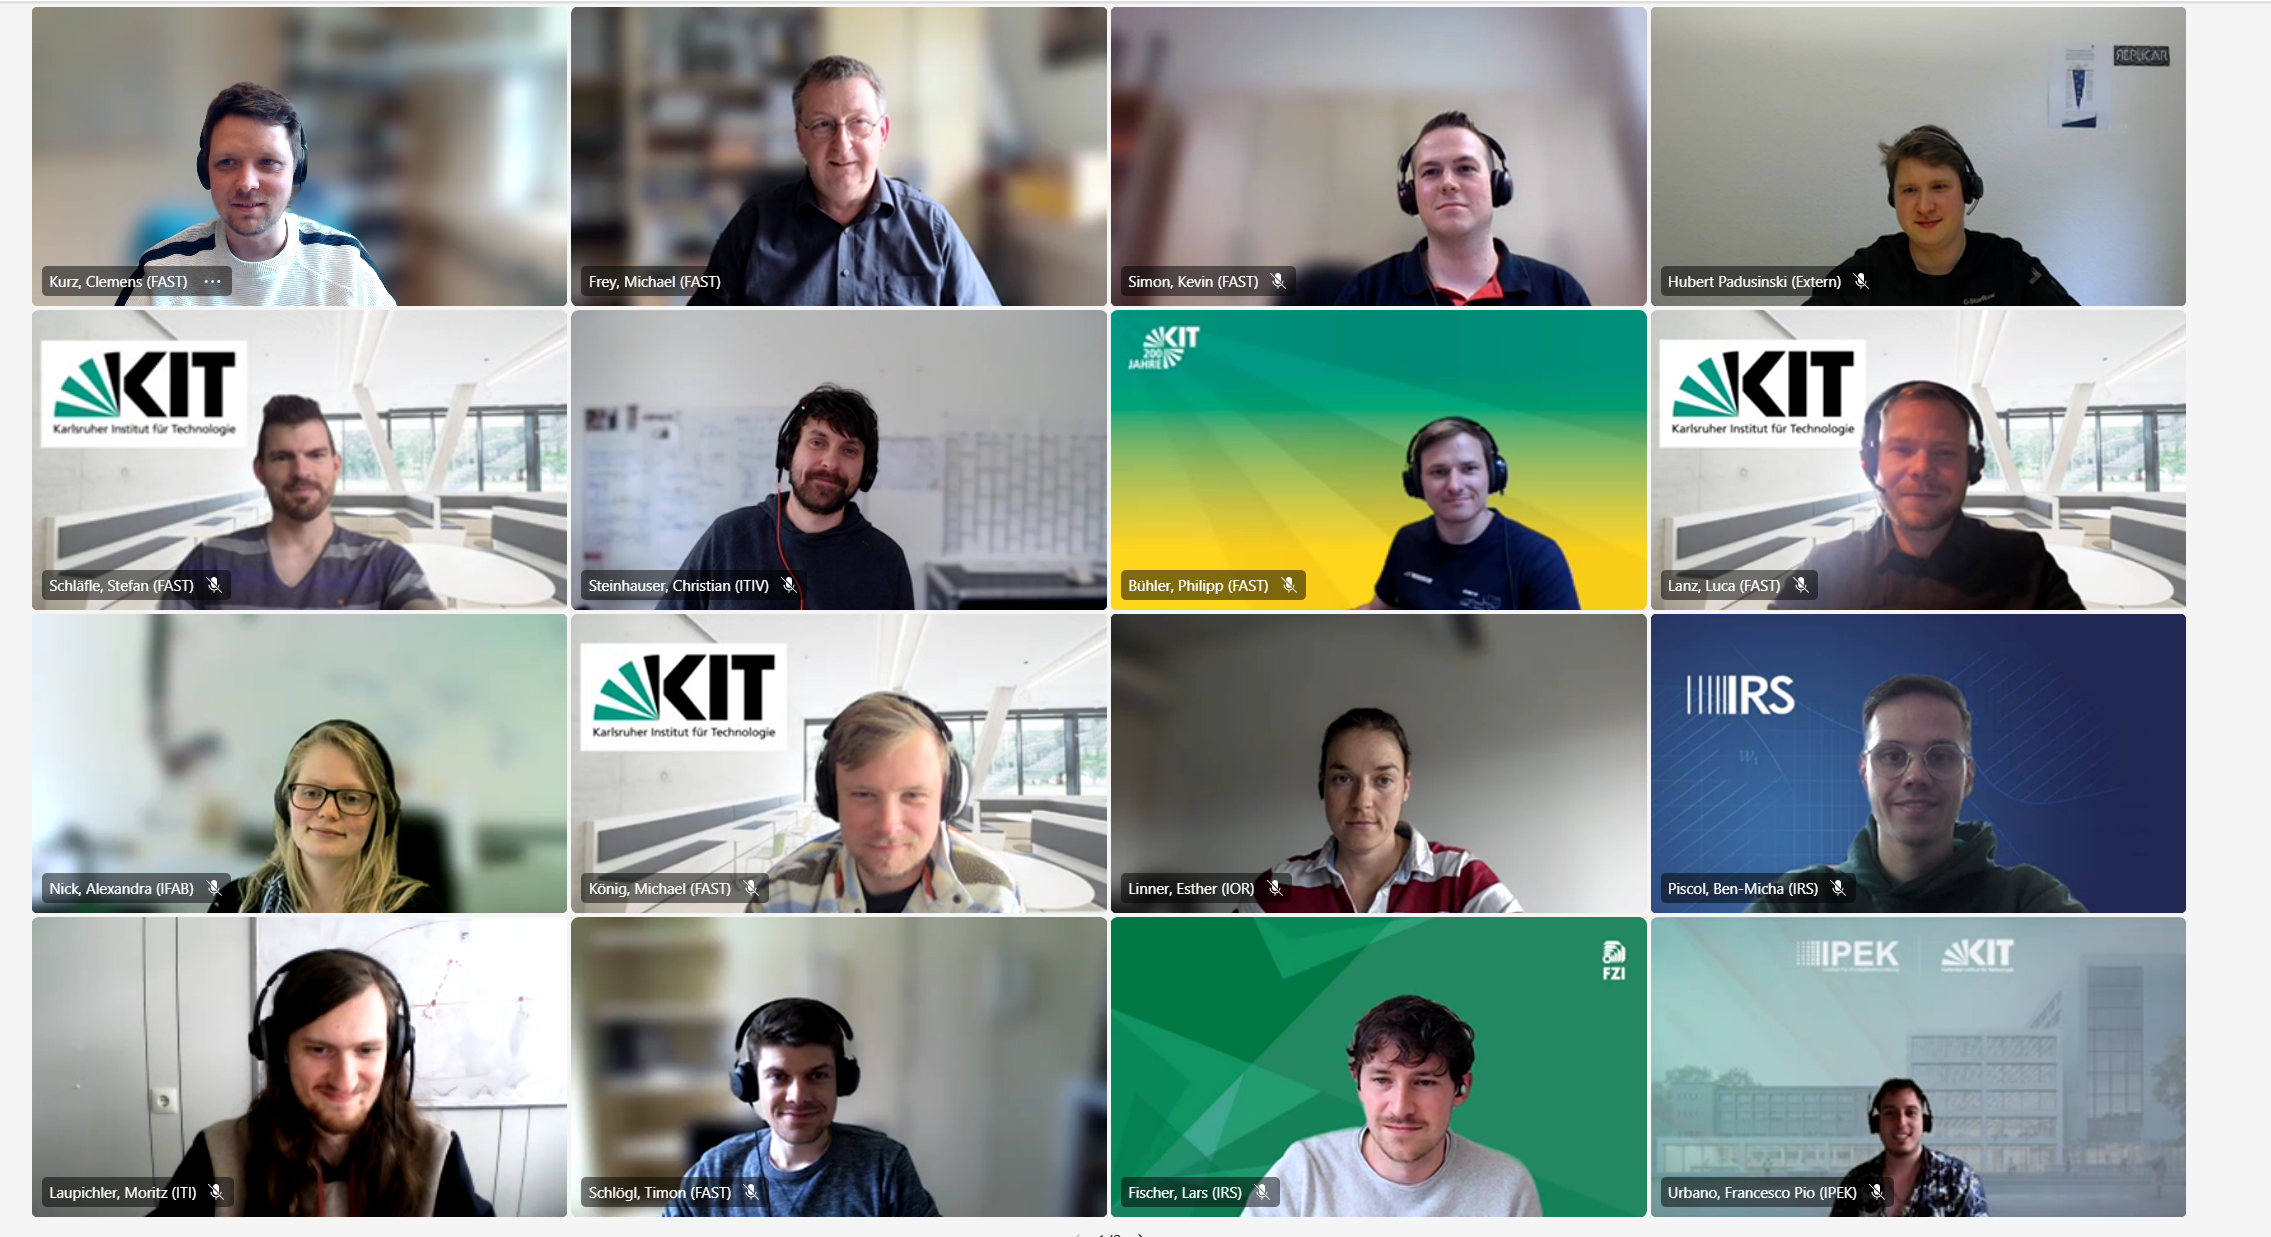 REPLICAR
Kurz, Clemens (FAST) ...
Frey, Michael (FAST)
Simon, Kevin (FAST)
Hubert Padusinski (Extern)
KIT
Karlsruher Institut für Technologie
KIT
200
JAHRE
KIT
Karlsruher Institut für Technologie
Schläfle, Stefan (FAST)
Steinhauser, Christian (ITIV)
Bühler, Philipp (FAST)
Lanz, Luca (FAST)
KIT
Karlsruher Institut für Technologie
IRS
Nick, Alexandra (IFAB)
König, Michael (FAST)
Linner, Esther (IOR)
Piscol, Ben-Micha (IRS)
FZI
IPEK
KIT
Laupichler, Moritz (ITI)
Schlögl, Timon (FAST)
Fischer, Lars (IRS)
Urbano, Francesco Pio (IPEK)